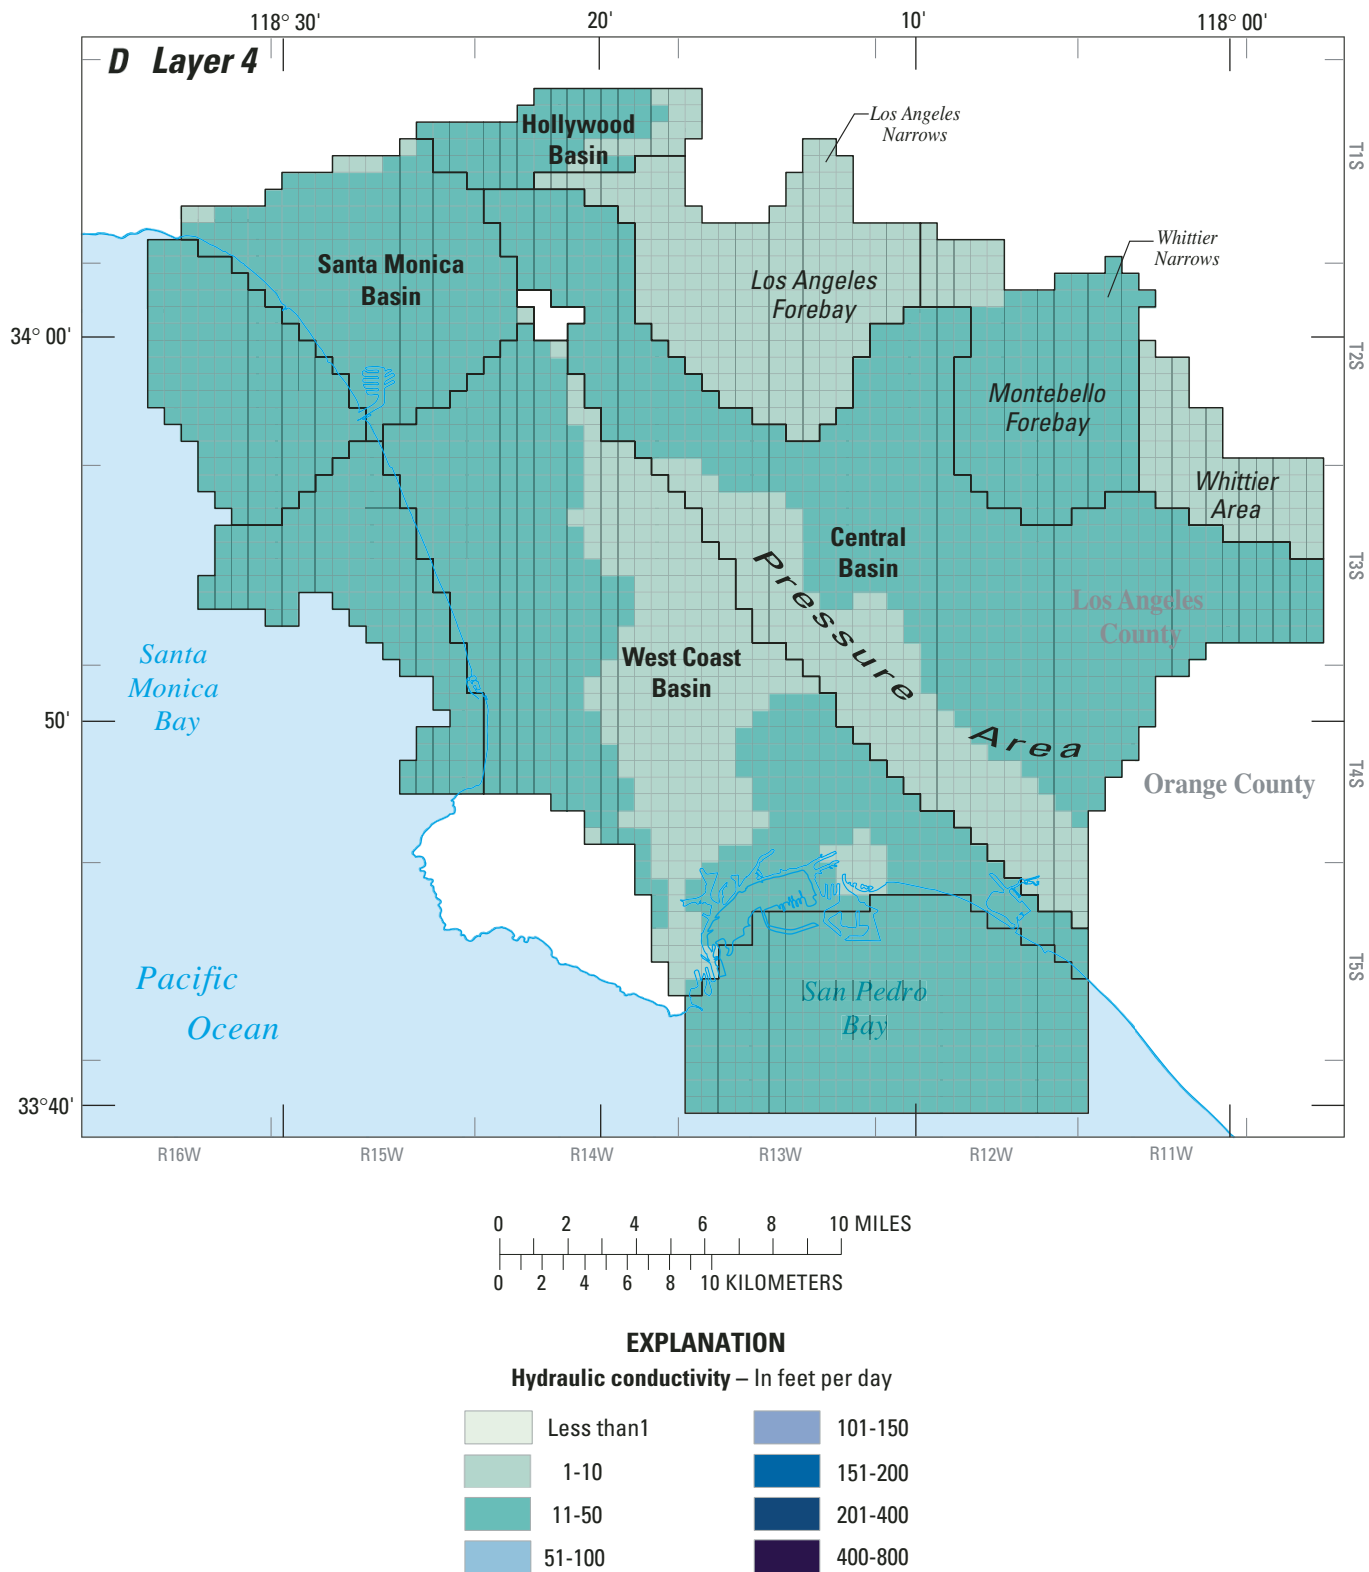 118° 30'
20'
10'
118° 00'
D Layer 4
Hollywood
Basin
Los Angeles
Narrows
T1S
Whittier
Narrows
Santa Monica
Basin
Los Angeles
Forebay
34° 00'
T2S
Montebello
Forebay
Whittier
Area
Central
Basin
Pressure
Area
T3S
Los Angeles
County
Santa
Monica
Bay
West Coast
Basin
50'
T4S
Orange County
Pacific
Ocean
San Pedro
Bay
T5S
33°40'
R16W
R15W
R14W
R13W
R12W
R11W
0 2 4 6 8 10 MILES
0 2 4 6 8 10 KILOMETERS
EXPLANATION
Hydraulic conductivity – In feet per day
Less than1
101-150
1-10
151-200
11-50
201-400
51-100
400-800